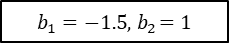 b₁ = −1.5, b₂ = 1